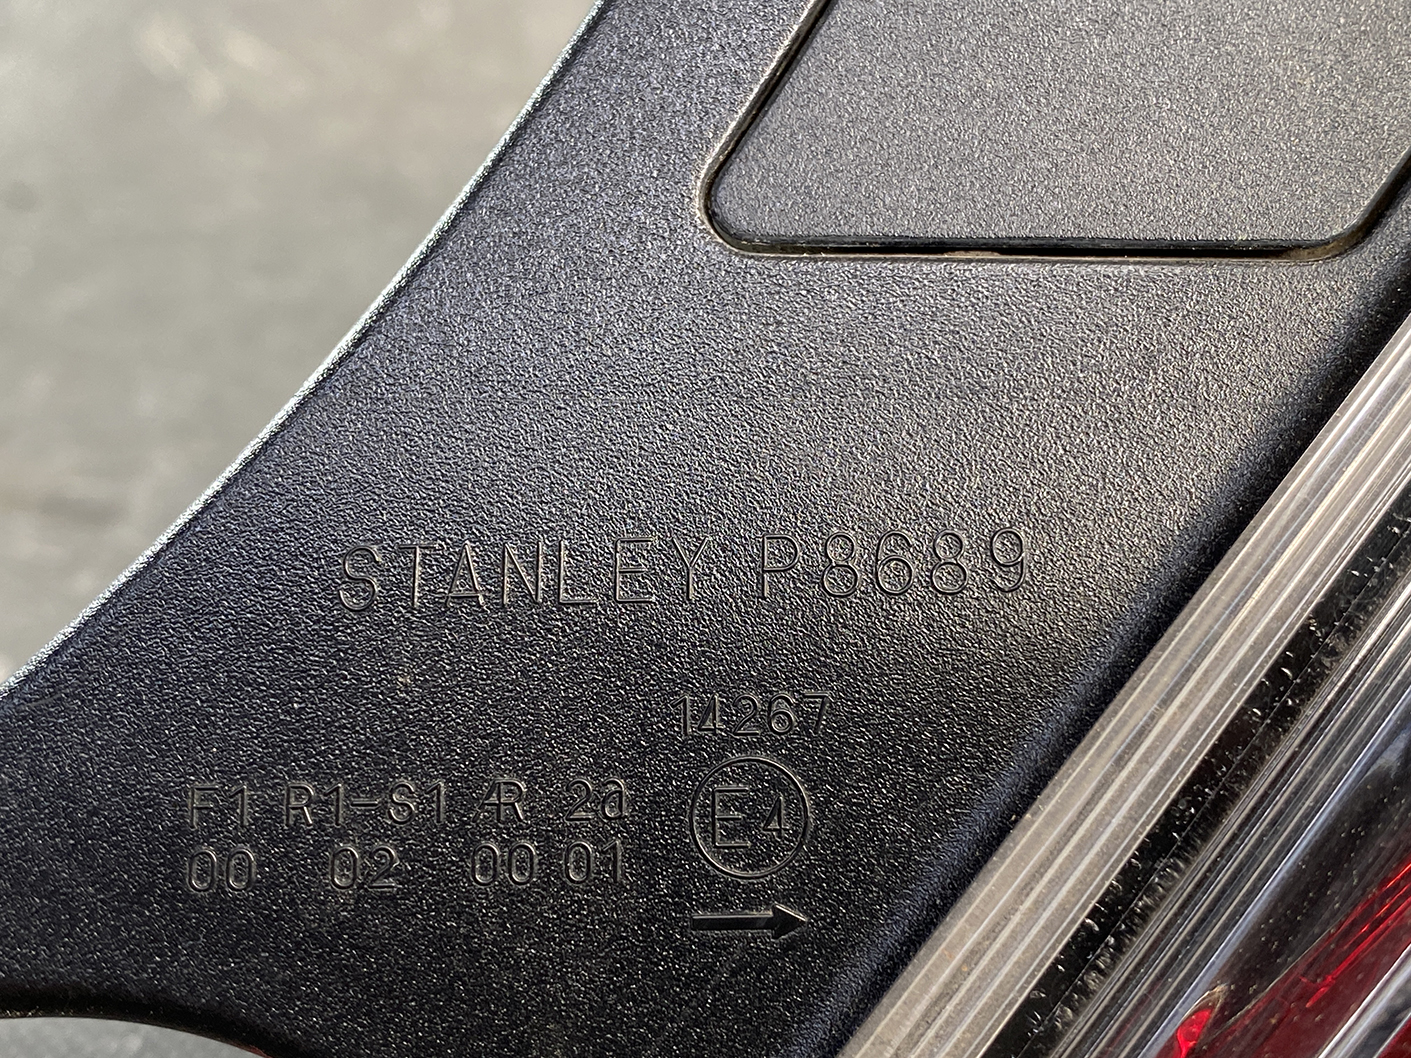 STANLEY P8689
14267
F1 R1-S1 AR 2a E4
00 02 00 01